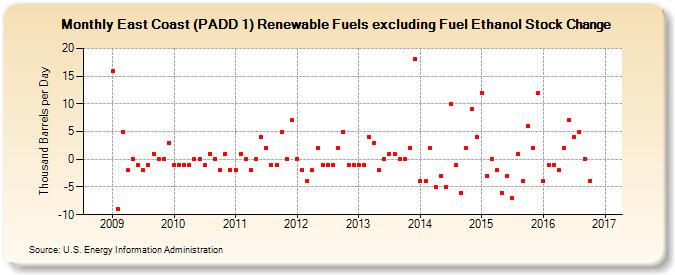 Monthly East Coast (PADD 1) Renewable Fuels excluding Fuel Ethanol Stock Change
Thousand Barrels per Day
20
15
10
5
0
-5
-10
2009 2010 2011 2012 2013 2014 2015 2016 2017
Source: U.S. Energy Information Administration